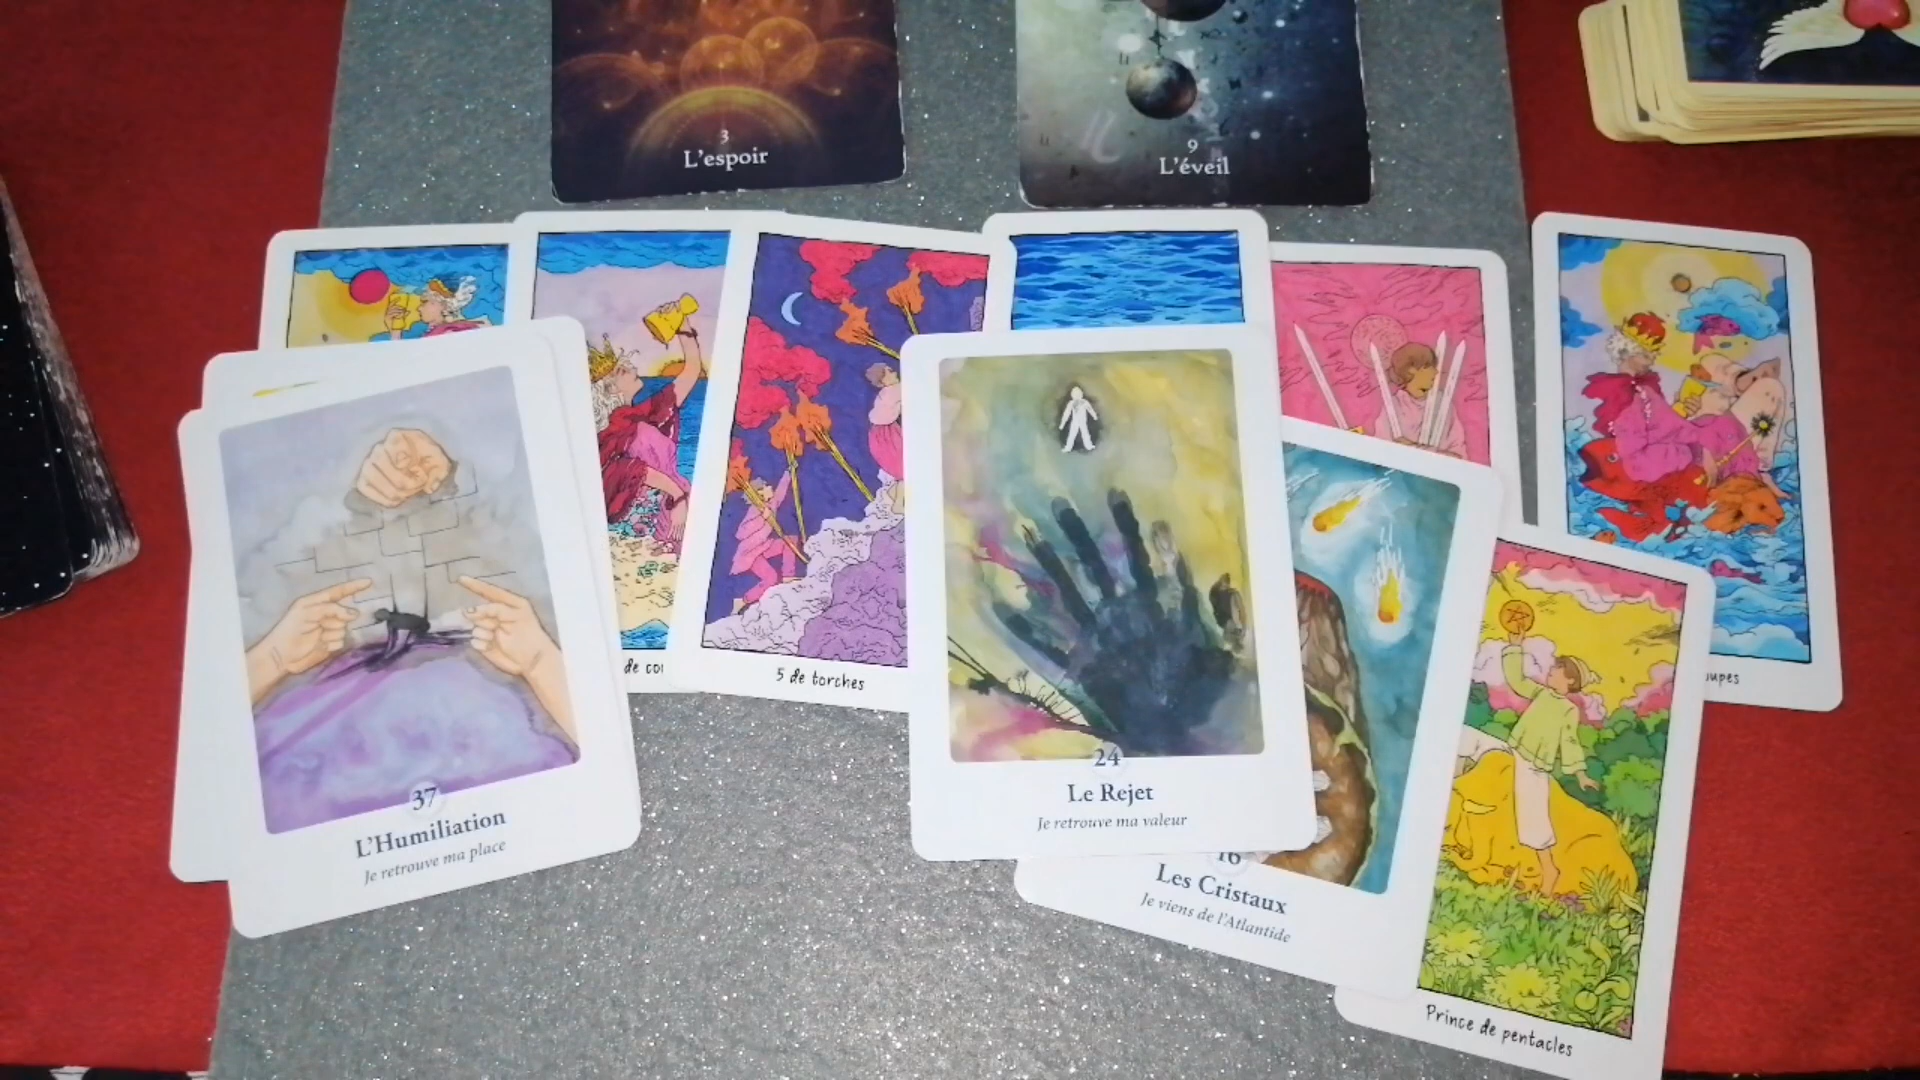 3
L'espoir
9
L'éveil
5 de torches
37
L'Humiliation
Je retrouve ma place
24
Le Rejet
Je retrouve ma valeur
16
Les Cristaux
Je viens de l'Atlantide
Prince de pentacles